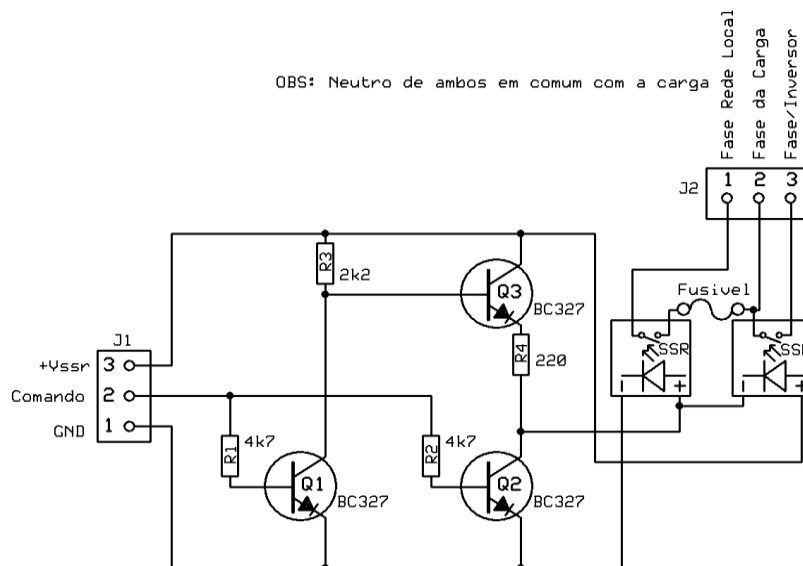 OBS: Neutro de ambos em comum com a carga
Fase Rede Local
Fase da Carga
Fase/Inversor
J2
1 2 3
R3
2k2
Q3
BC327
Fusivel
SSR
J1
+Vssr 3
Comando 2
GND 1
R4
220
- +
- +
R1
4k7
R2
4k7
Q1
BC327
Q2
BC327